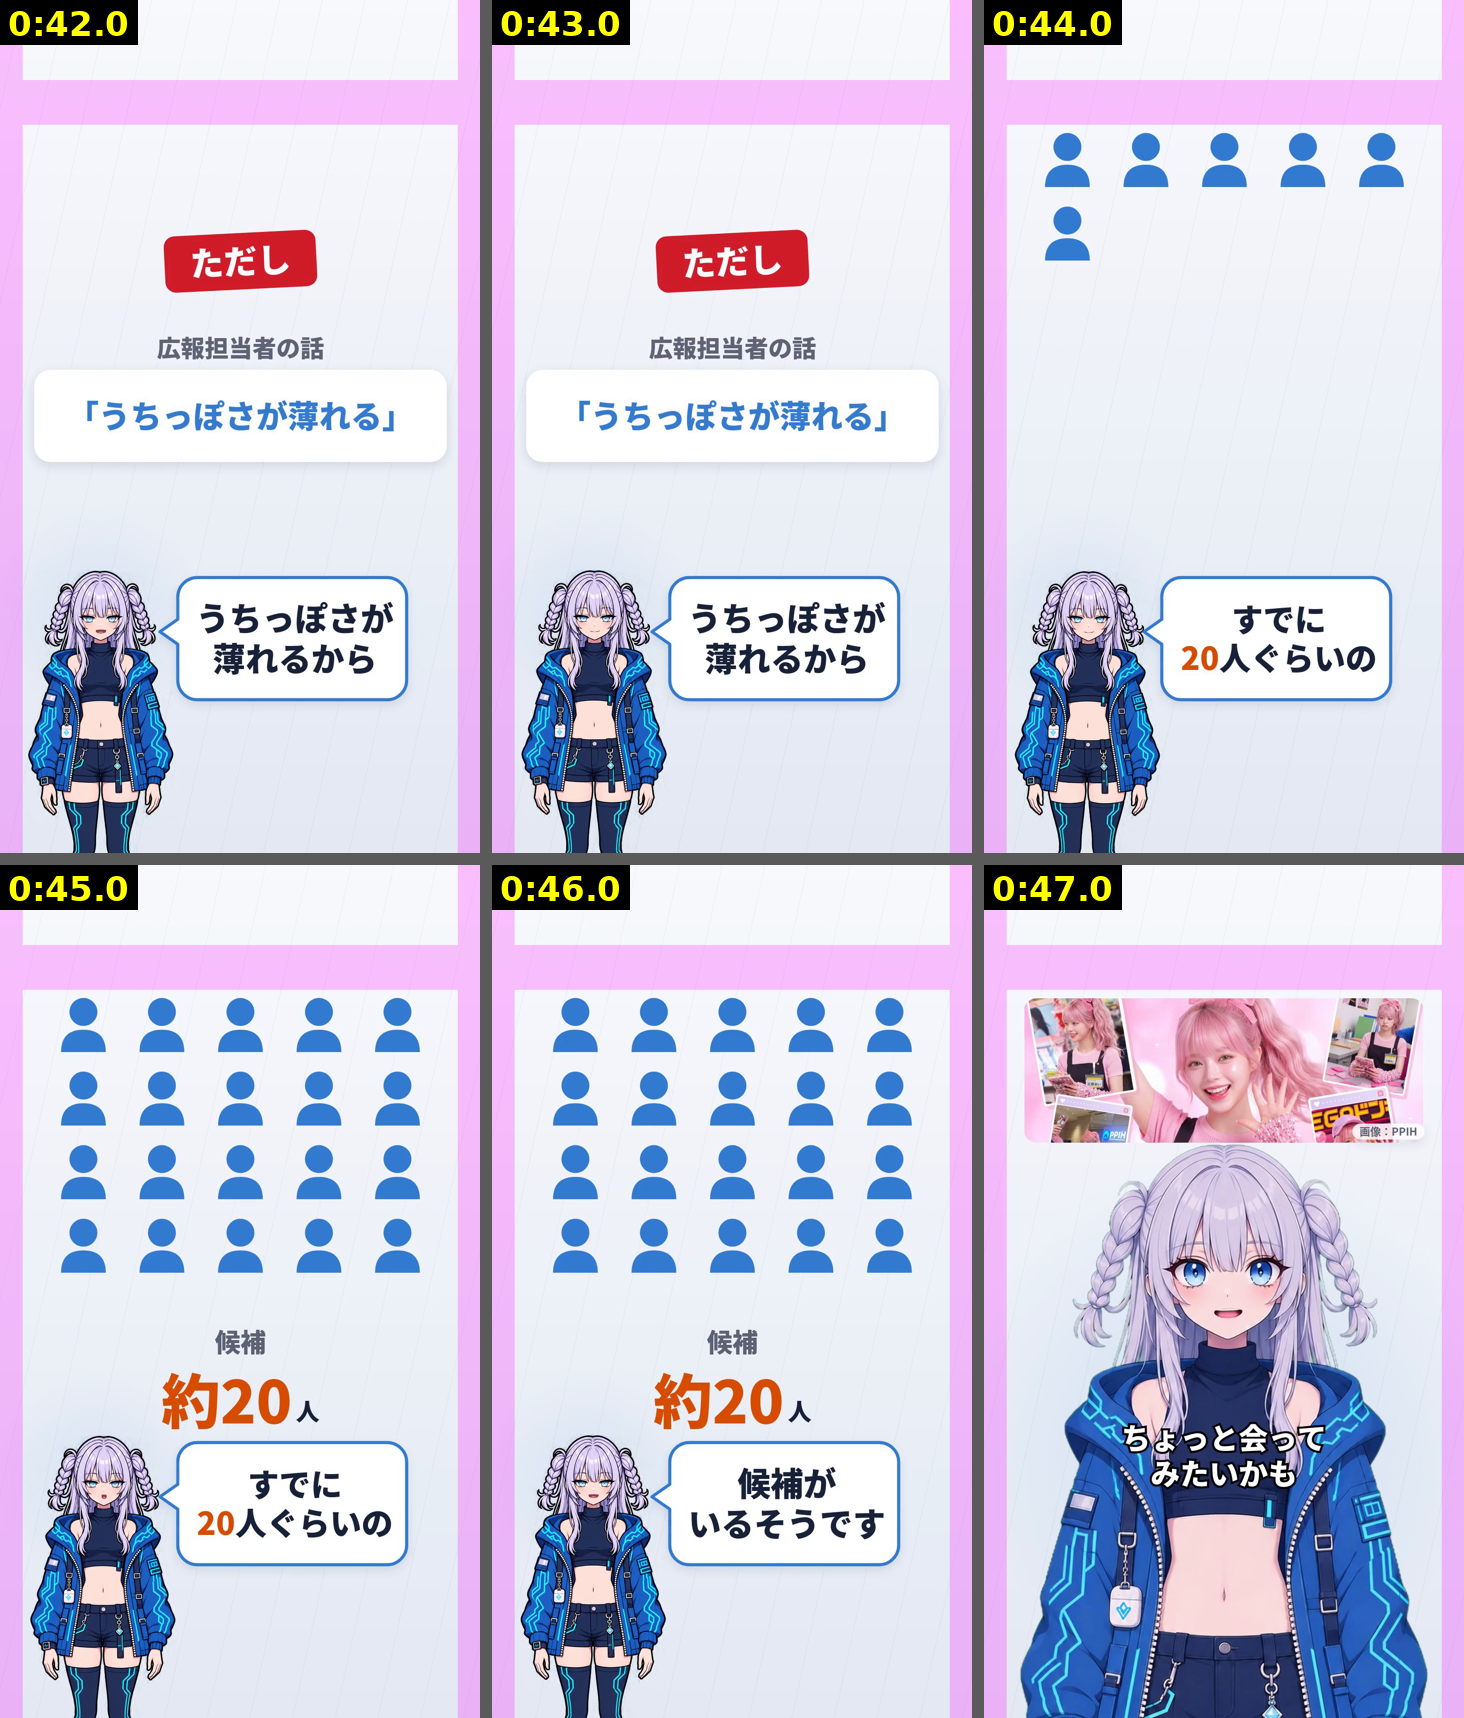 0:42.0
ただし
広報担当者の話
「うちっぽさが薄れる」
うちっぽさが
薄れるから
0:43.0
ただし
広報担当者の話
「うちっぽさが薄れる」
うちっぽさが
薄れるから
0:44.0
すでに
20人ぐらいの
0:45.0
候補
約20人
すでに
20人ぐらいの
0:46.0
候補
約20人
候補が
いるそうです
0:47.0
PPIH
画像：PPIH
ちょっと会って
みたいかも